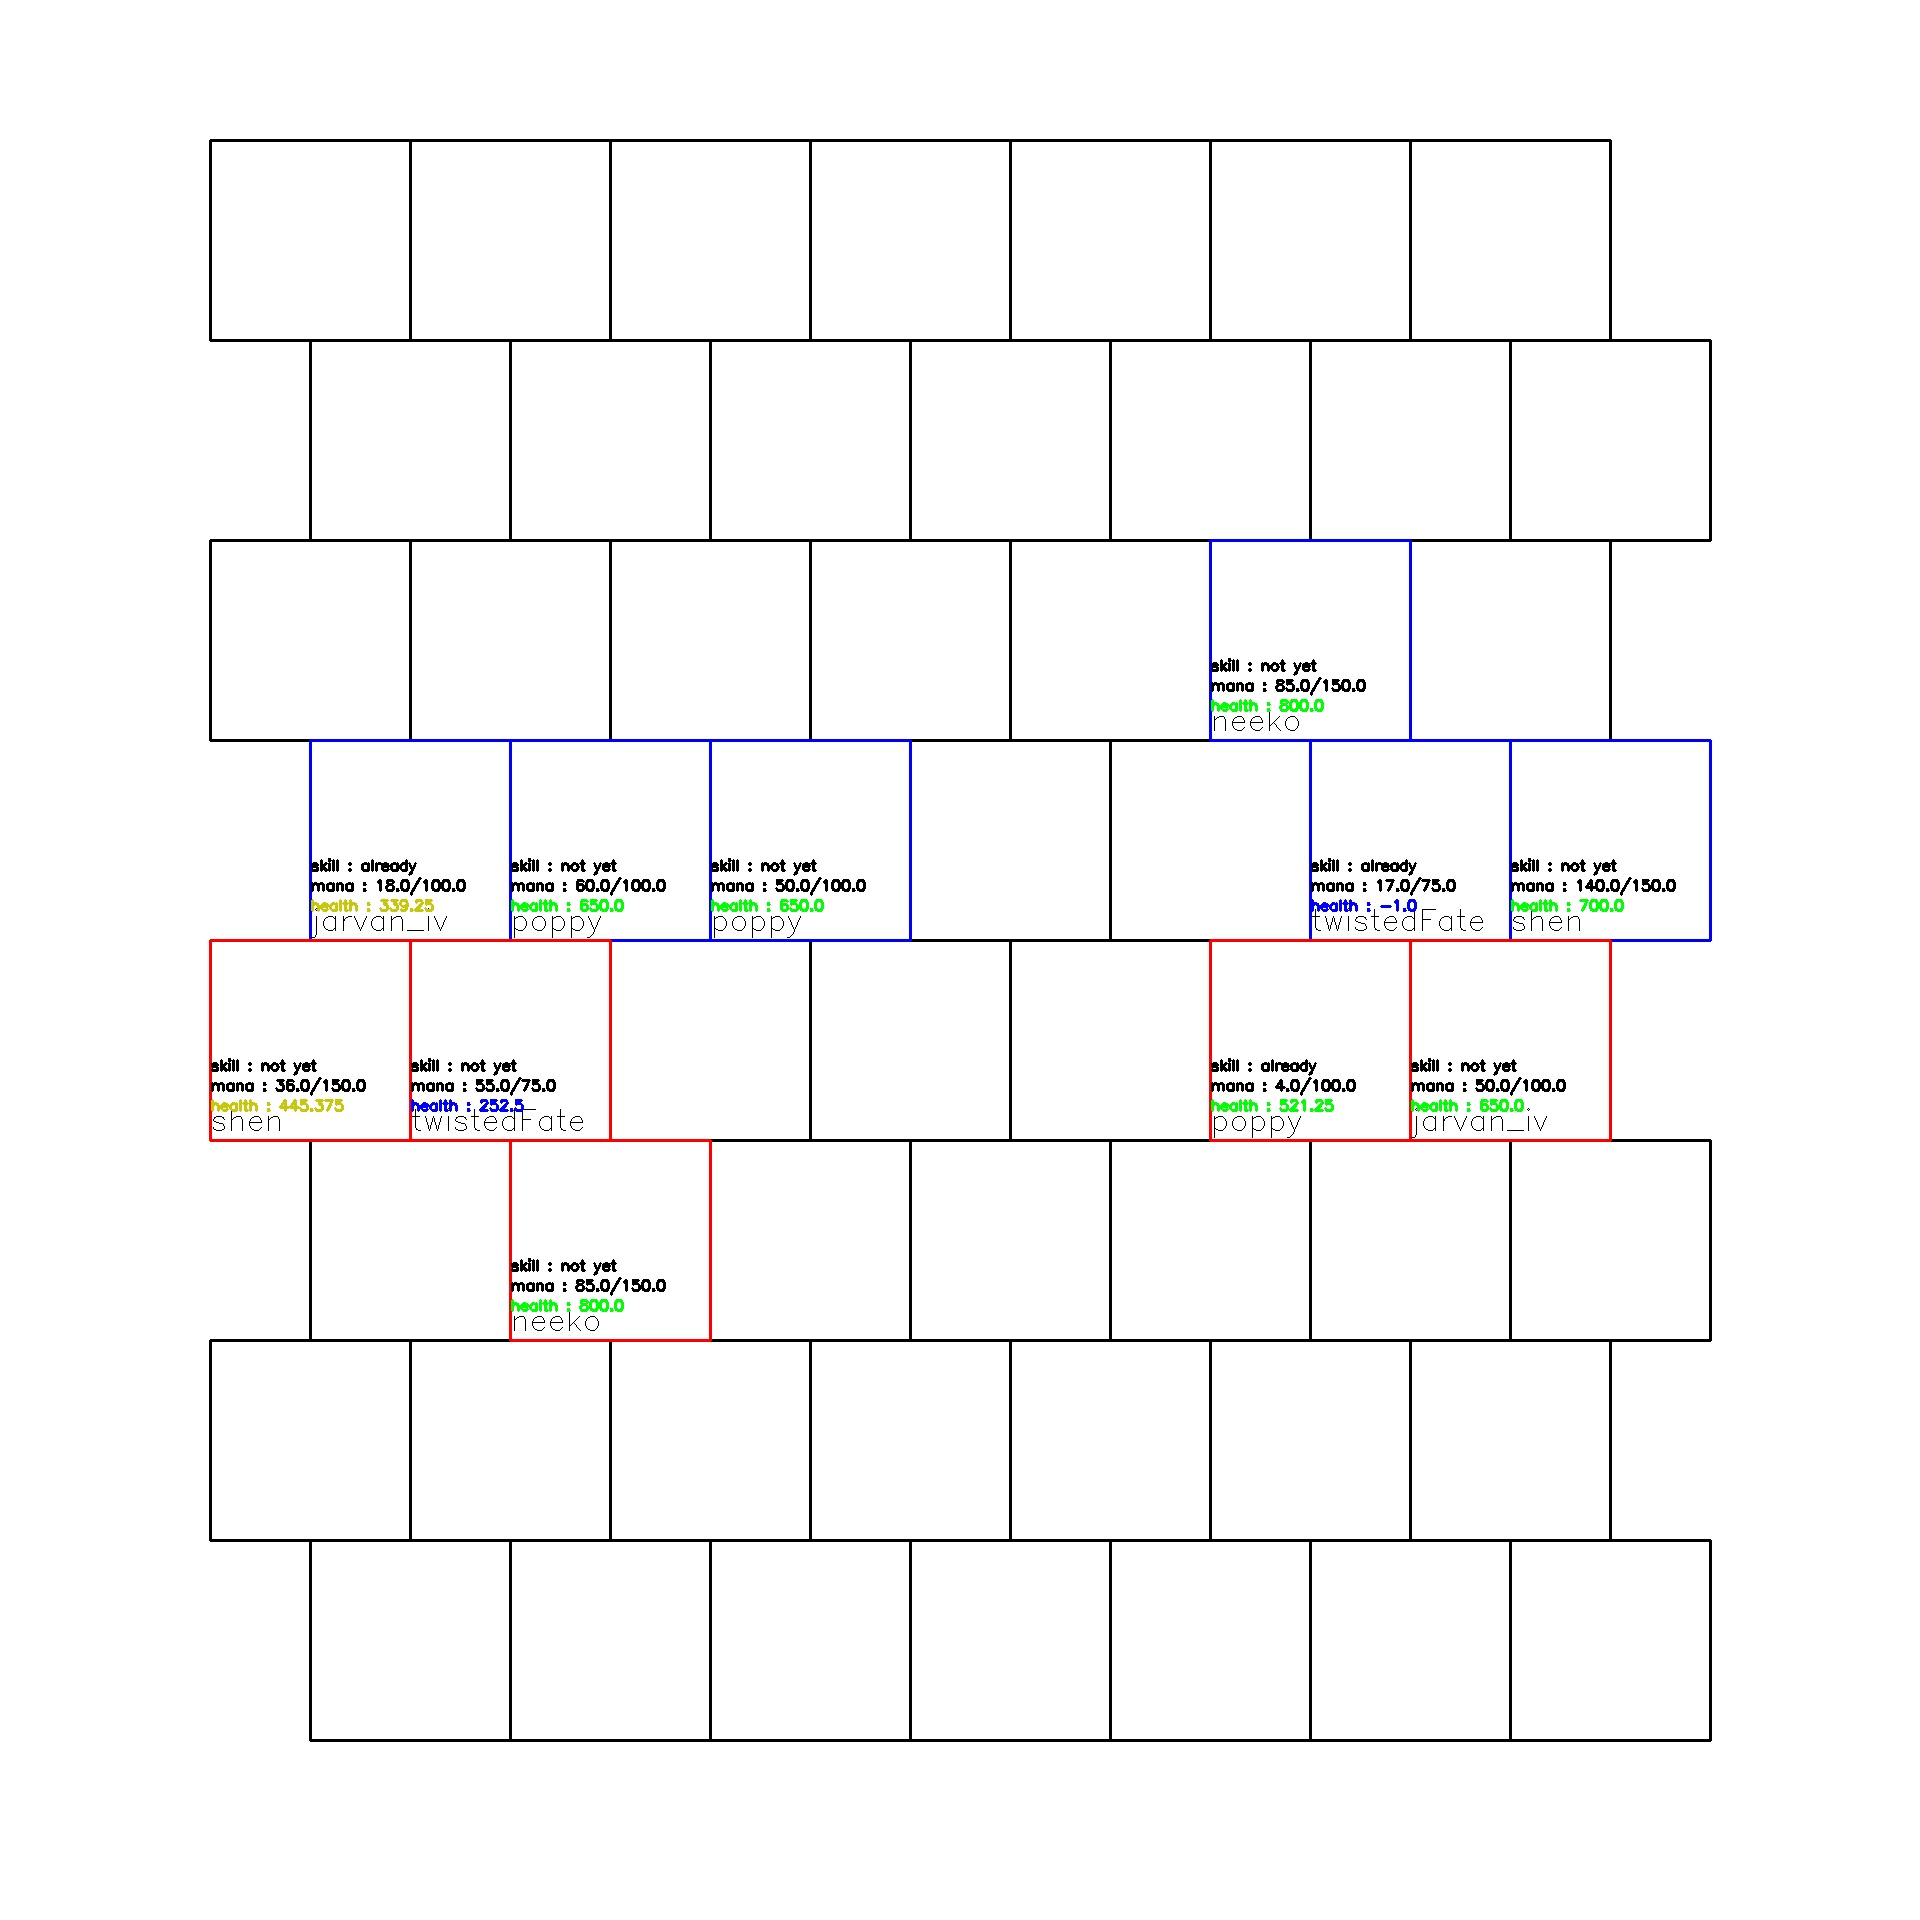 skill : not yet
mana : 85.0/150.0
health : 800.0
neeko
skill : already
mana : 18.0/100.0
health : 339.25
jarvan_iv
skill : not yet
mana : 60.0/100.0
health : 650.0
poppy
skill : not yet
mana : 50.0/100.0
health : 650.0
poppy
skill : already
mana : 17.0/75.0
health : -1.0
twistedFate
skill : not yet
mana : 140.0/150.0
health : 700.0
shen
skill : not yet
mana : 36.0/150.0
health : 445.375
shen
skill : not yet
mana : 55.0/75.0
health : 252.5
twistedFate
skill : already
mana : 4.0/100.0
health : 521.25
poppy
skill : not yet
mana : 50.0/100.0
health : 650.0
jarvan_iv
skill : not yet
mana : 85.0/150.0
health : 800.0
neeko